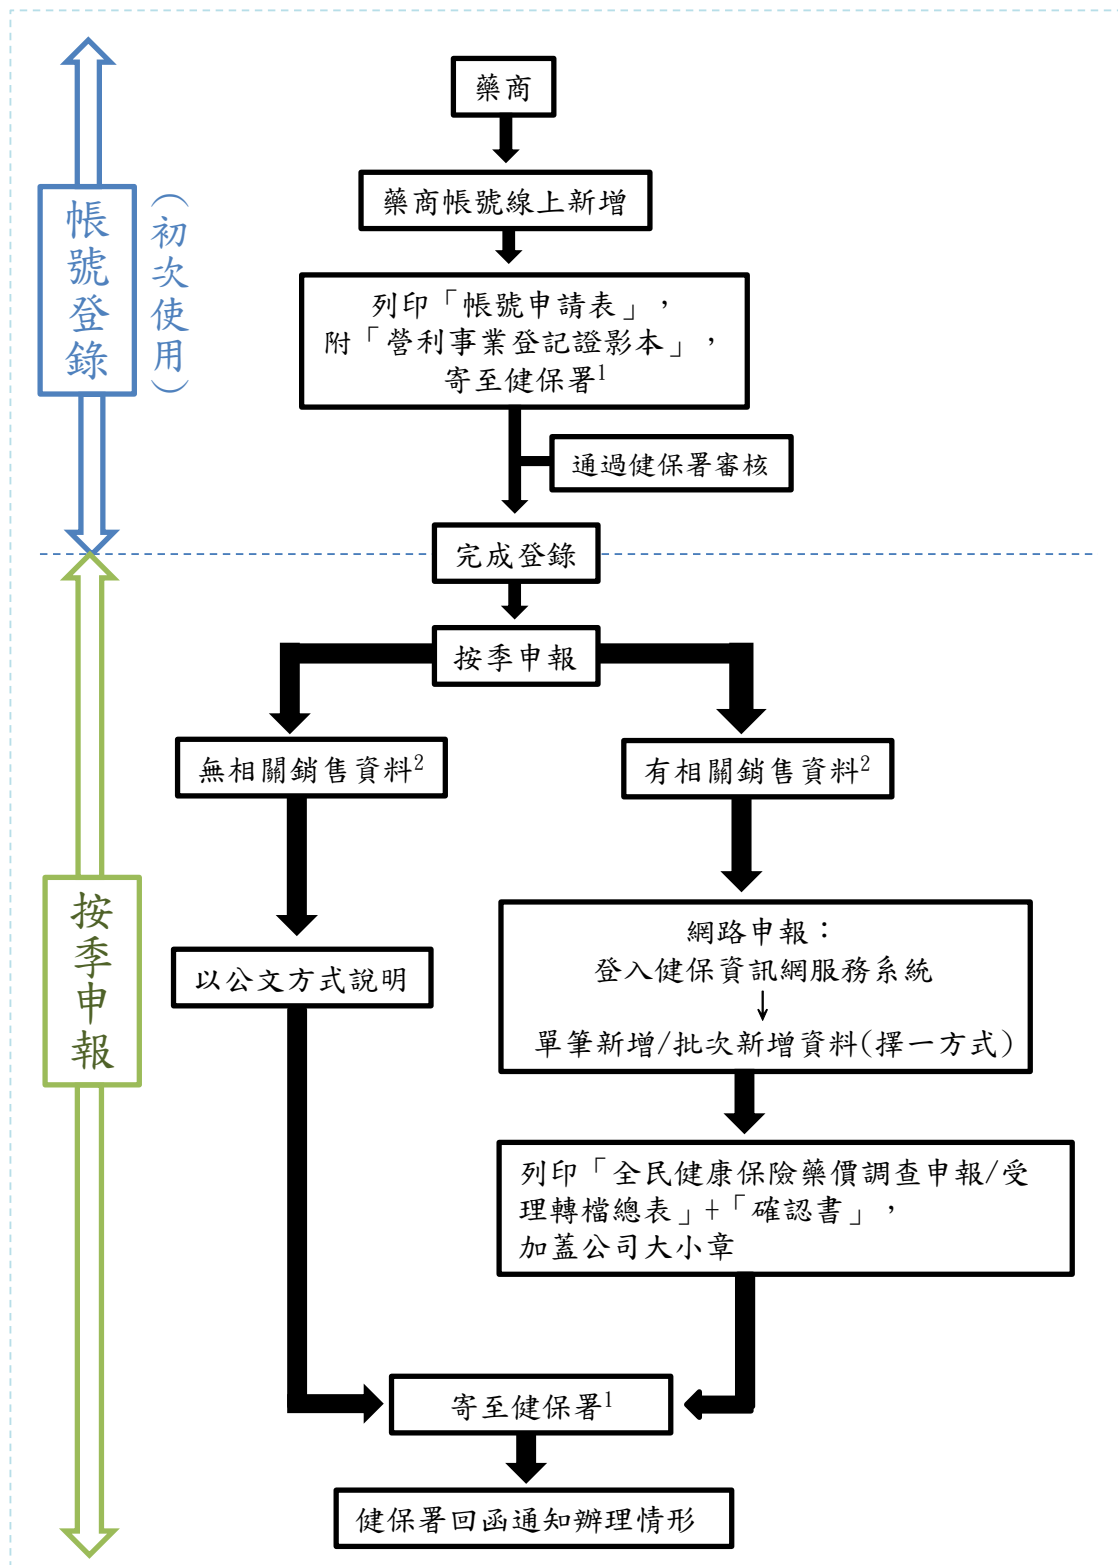 藥商
藥商帳號線上新增
帳號登錄
(初次使用)
列印「帳號申請表」，
附「營利事業登記證影本」，
寄至健保署1
通過健保署審核
完成登錄
按季申報
無相關銷售資料2
有相關銷售資料2
按季申報
以公文方式說明
網路申報：
登入健保資訊網服務系統
↓
單筆新增/批次新增資料(擇一方式)
列印「全民健康保險藥價調查申報/受
理轉檔總表」+「確認書」，
加蓋公司大小章
寄至健保署1
健保署回函通知辦理情形